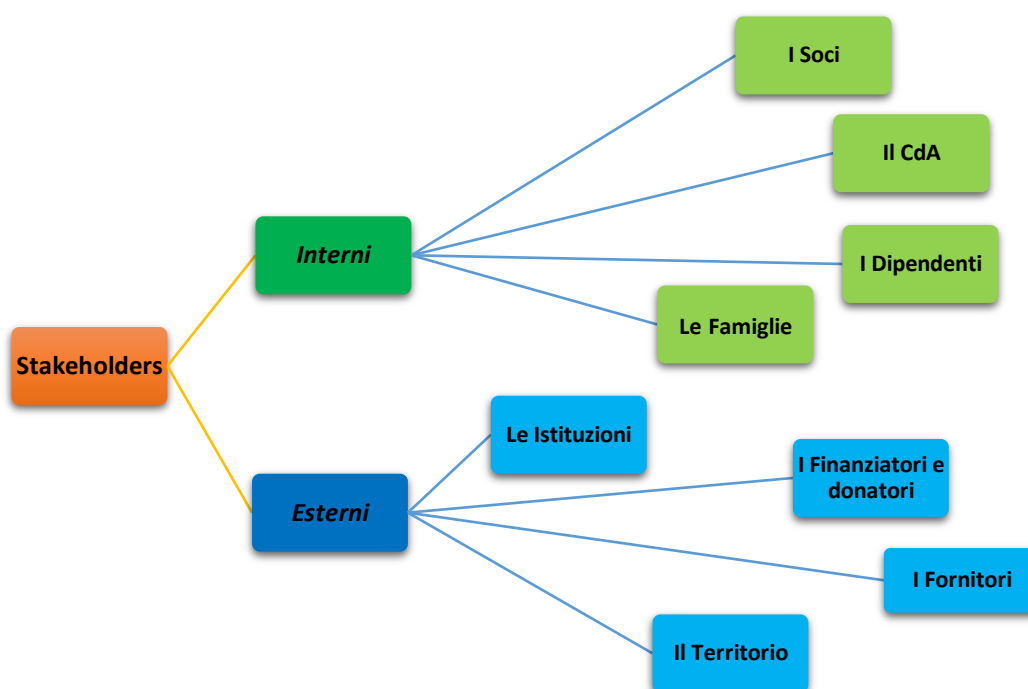 I Soci
Il CdA
Interni
I Dipendenti
Le Famiglie
Stakeholders
Le Istituzioni
I Finanziatori e
donatori
Esterni
I Fornitori
Il Territorio